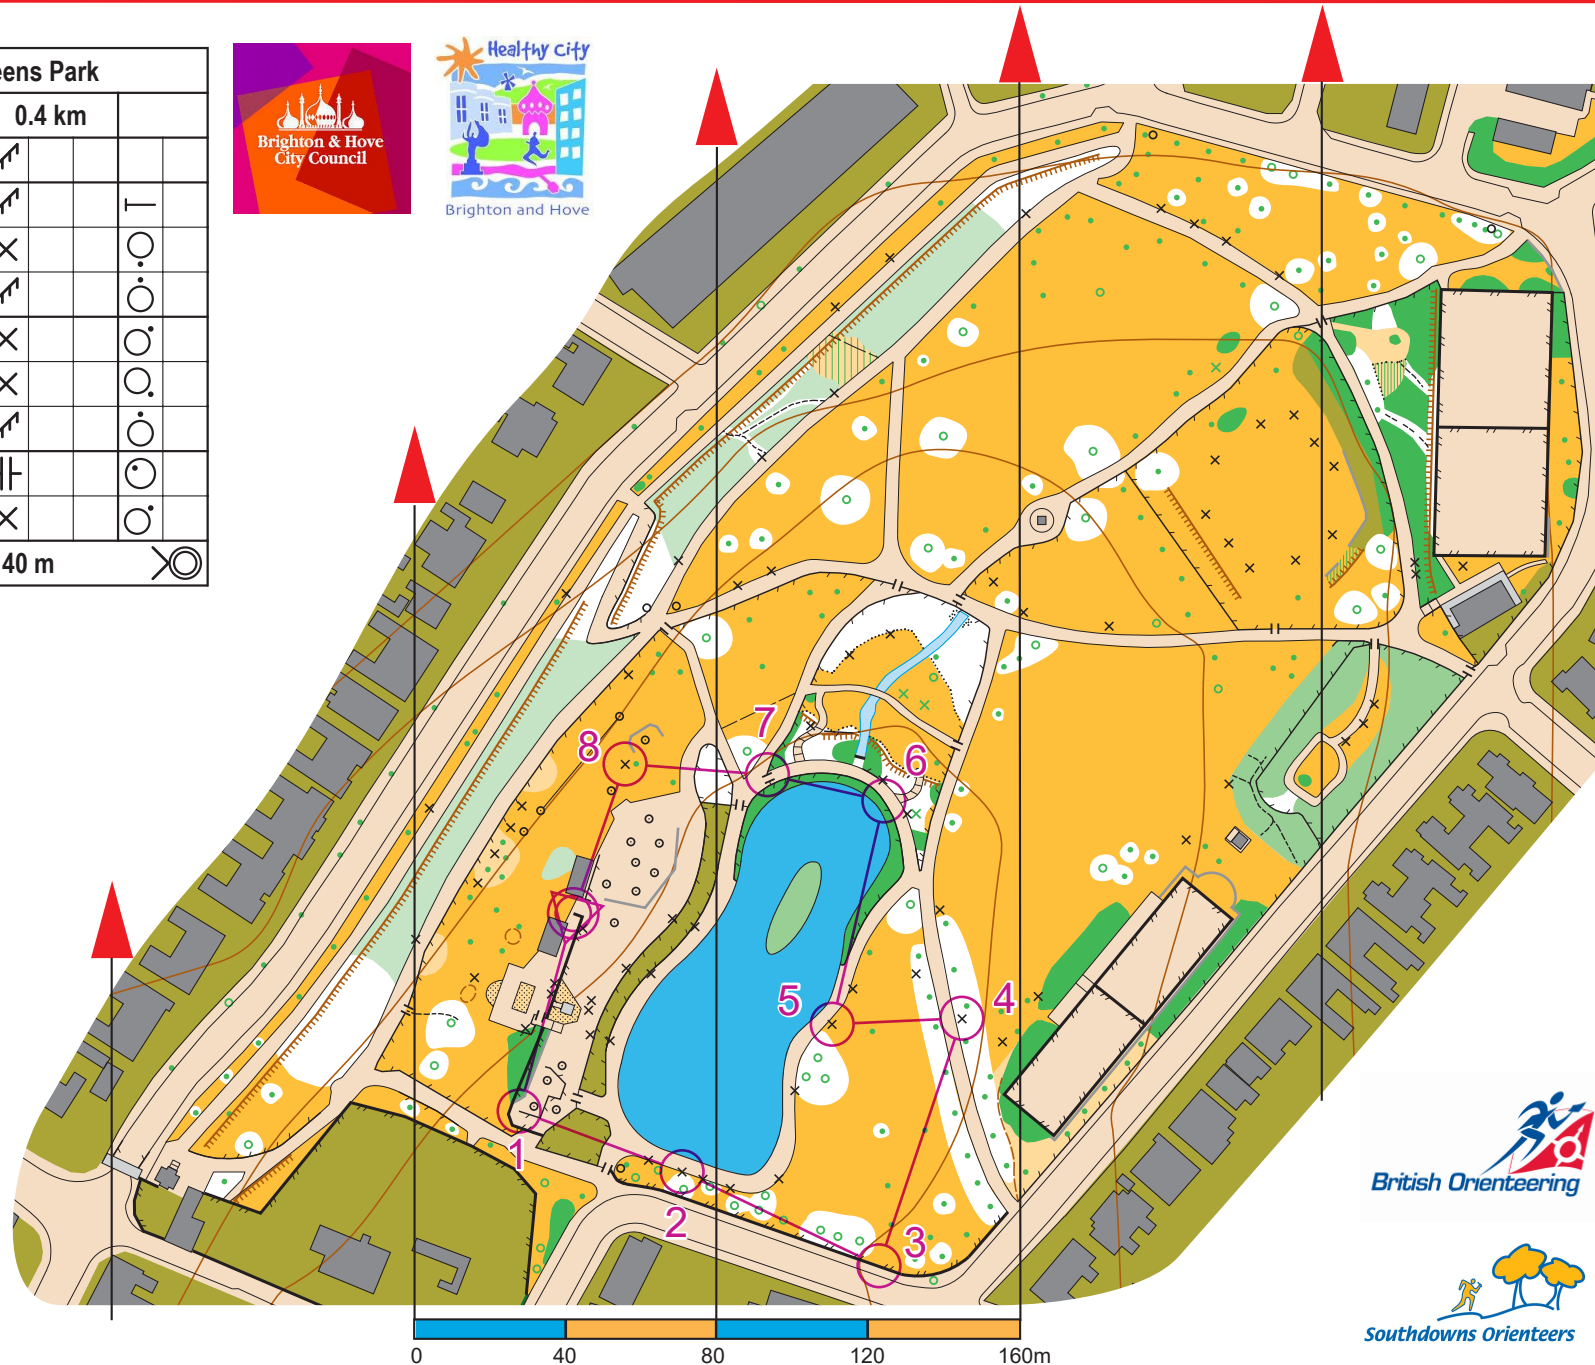 Queens Park
0.4 km
40 m
Brighton & Hove
City Council
Healthy City
Brighton and Hove
7
6
8
5
4
1
2
3
0 40 80 120 160m
British Orienteering
Southdowns Orienteers